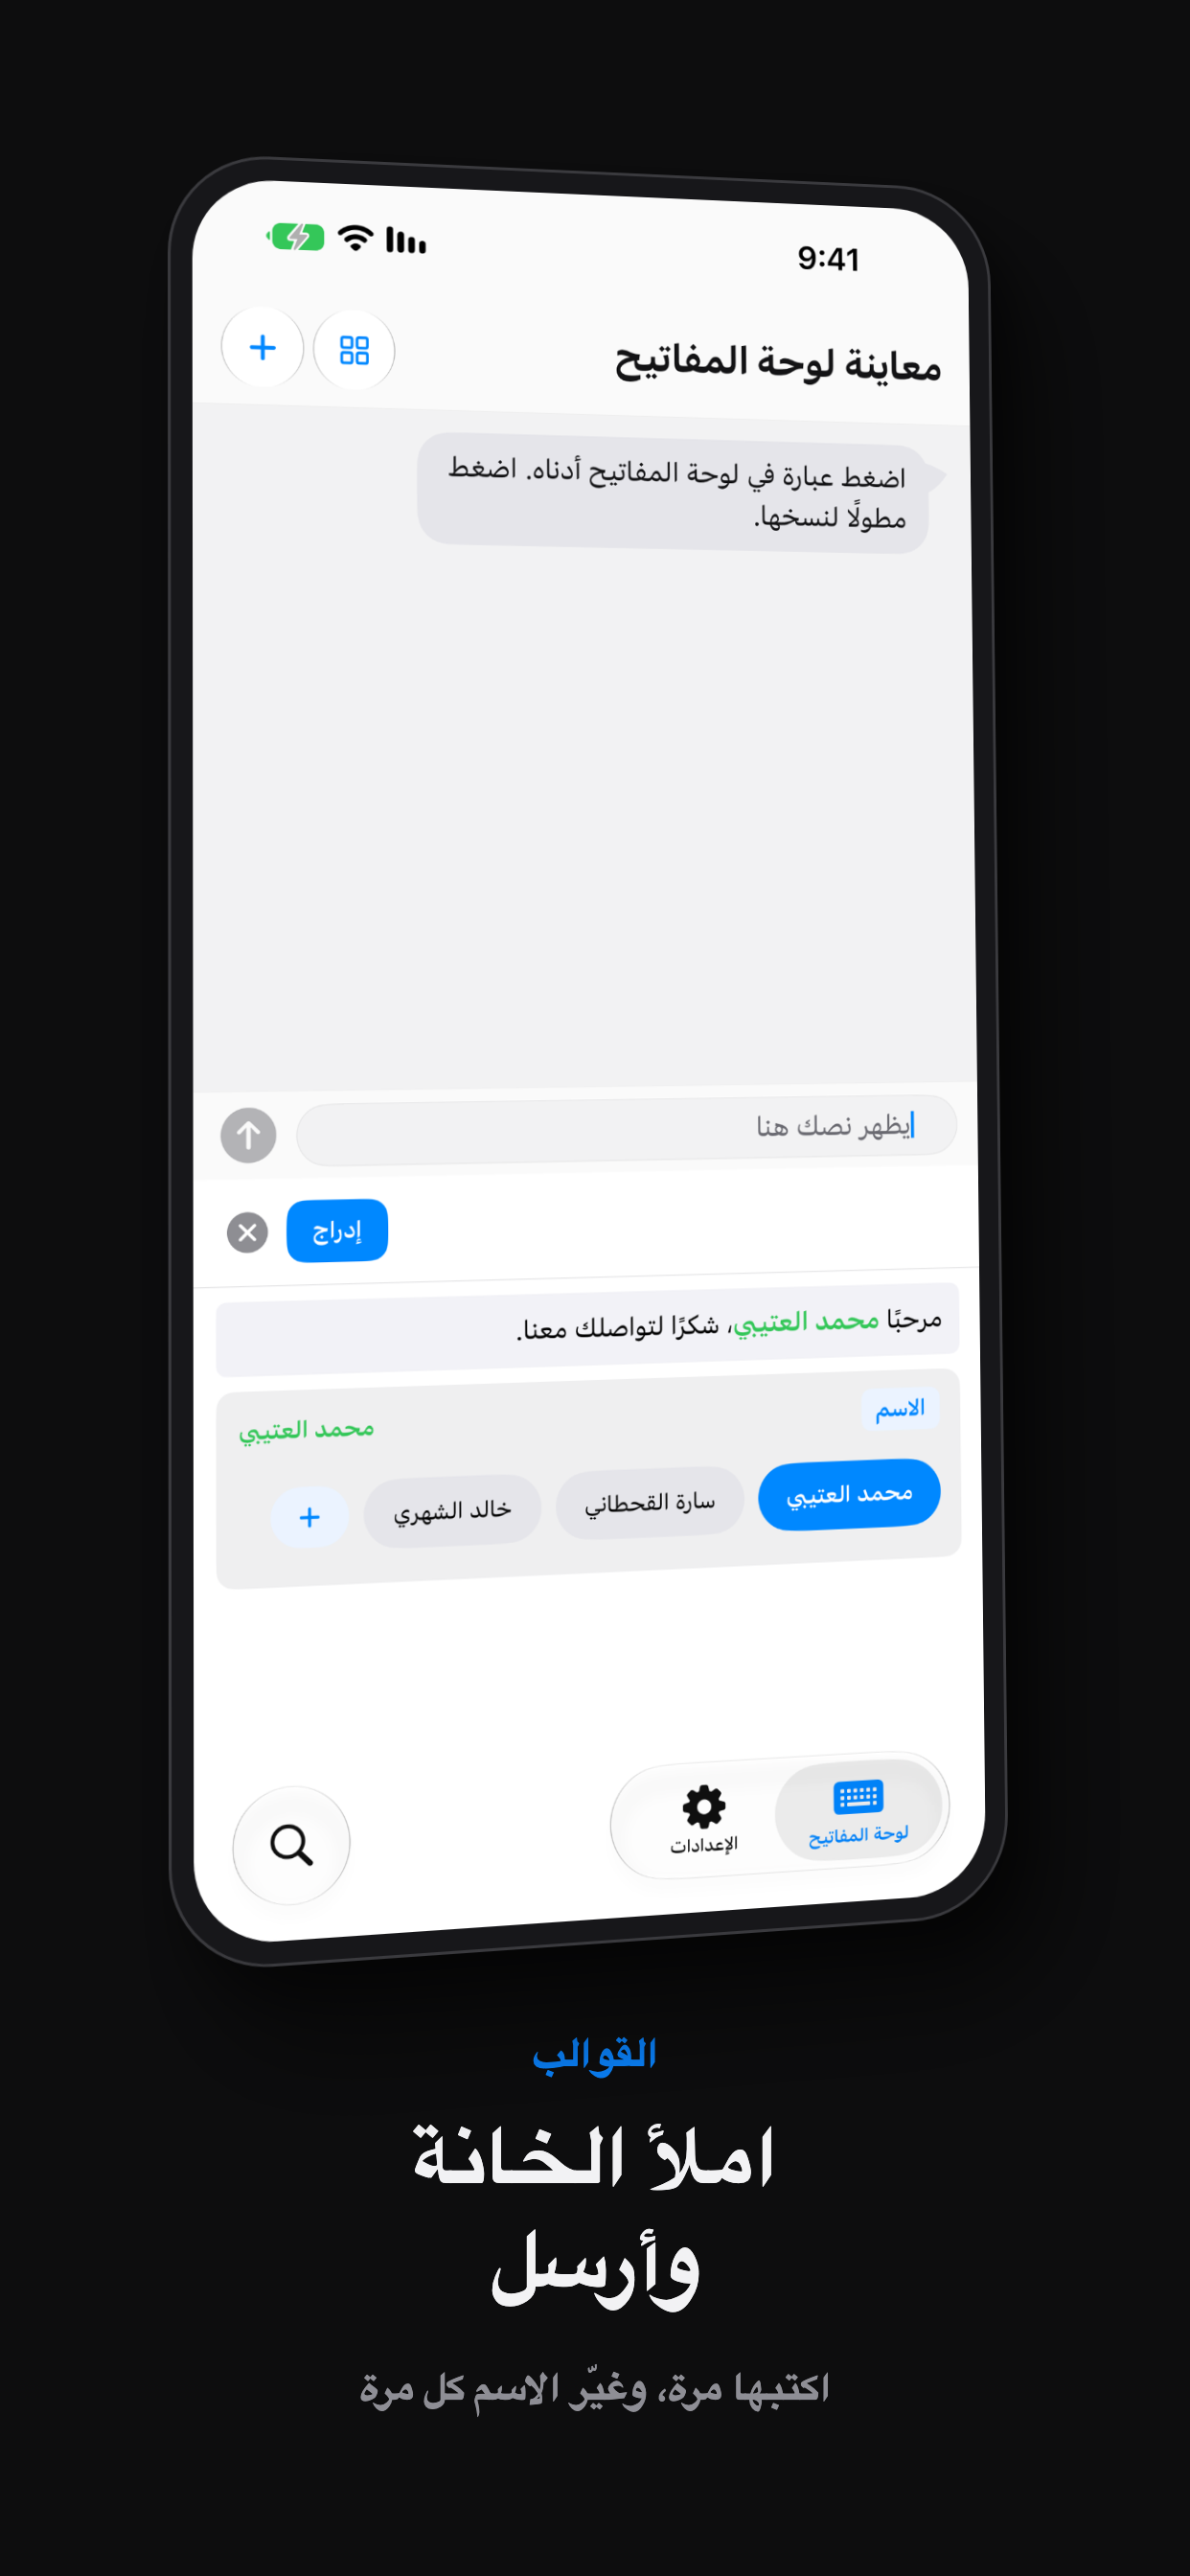 9:41
معاينة لوحة المفاتيح
اضغط عبارة في لوحة المفاتيح أدناه. اضغط
مطولًا لنسخها.
يظهر نصك هنا
إدراج
مرحبًا محمد العتيبي، شكرًا لتواصلك معنا.
الاسم
محمد العتيبي
محمد العتيبي
سارة القحطاني
خالد الشهري
لوحة المفاتيح
الإعدادات
القوالب
املأ الخانة
وأرسل
اكتبها مرة، وغيّر الاسم كل مرة